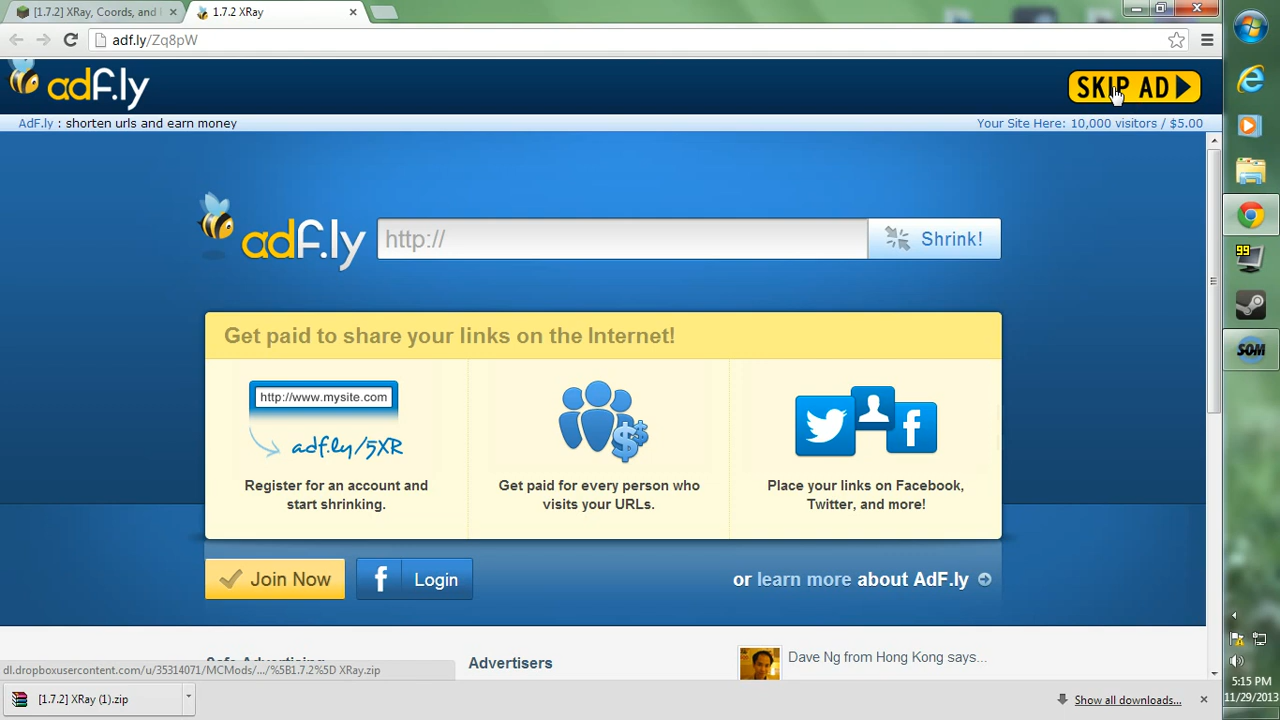 [1.7.2] XRay, Coords, and
1.7.2 XRay
adf.ly/Zq8pW
adf.ly
SKIP AD
AdF.ly : shorten urls and earn money
Your Site Here: 10,000 visitors / $5.00
adf.ly
http://
Shrink!
Get paid to share your links on the Internet!
http://www.mysite.com
adf.ly/5XR
Register for an account and
start shrinking.
Get paid for every person who
visits your URLs.
Place your links on Facebook,
Twitter, and more!
Join Now
Login
or learn more about AdF.ly
Safe Advertising
Advertisers
Dave Ng from Hong Kong says...
dl.dropboxusercontent.com/u/35314071/MCMods/.../%5B1.7.2%5D XRay.zip
[1.7.2] XRay (1).zip
Show all downloads...
99
SOM
5:15 PM
11/29/2013